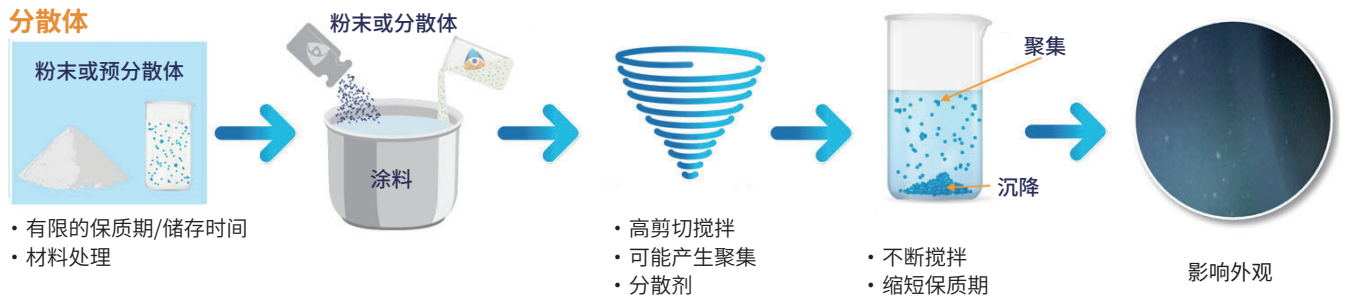 分散体
粉末或预分散体
• 有限的保质期/储存时间
• 材料处理
粉末或分散体
涂料
• 高剪切搅拌
• 可能产生聚集
• 分散剂
聚集
沉降
• 不断搅拌
• 缩短保质期
影响外观